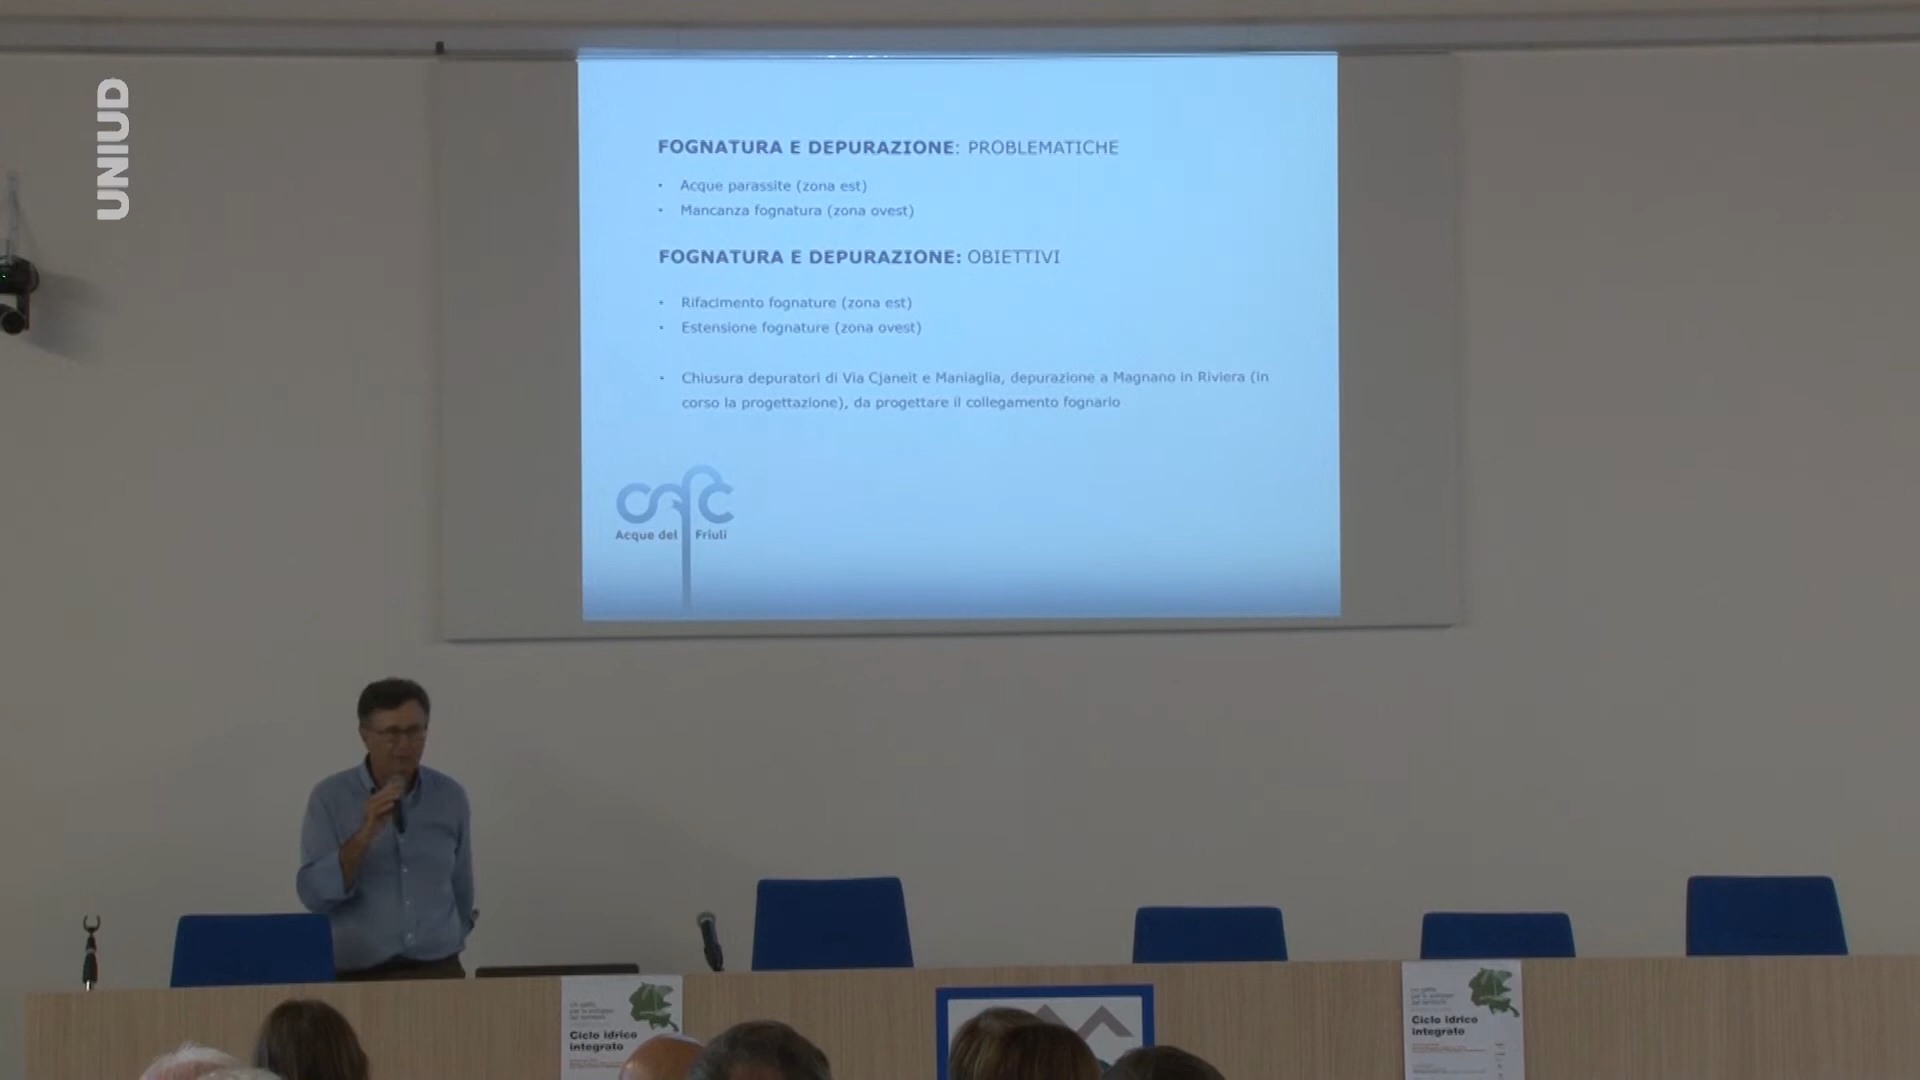 UNIUD
FOGNATURA E DEPURAZIONE: PROBLEMATICHE
• Acque parassite (zona est)
• Mancanza fognatura (zona ovest)
FOGNATURA E DEPURAZIONE: OBIETTIVI
• Rifacimento fognature (zona est)
• Estensione fognature (zona ovest)
• Chiusura depuratori di Via Cjaneit e Maniaglia, depurazione a Magnano in Riviera (in
corso la progettazione), da progettare il collegamento fognario
cafc
Acque del Friuli
Ciclo idrico
integrato
Ciclo idrico
integrato